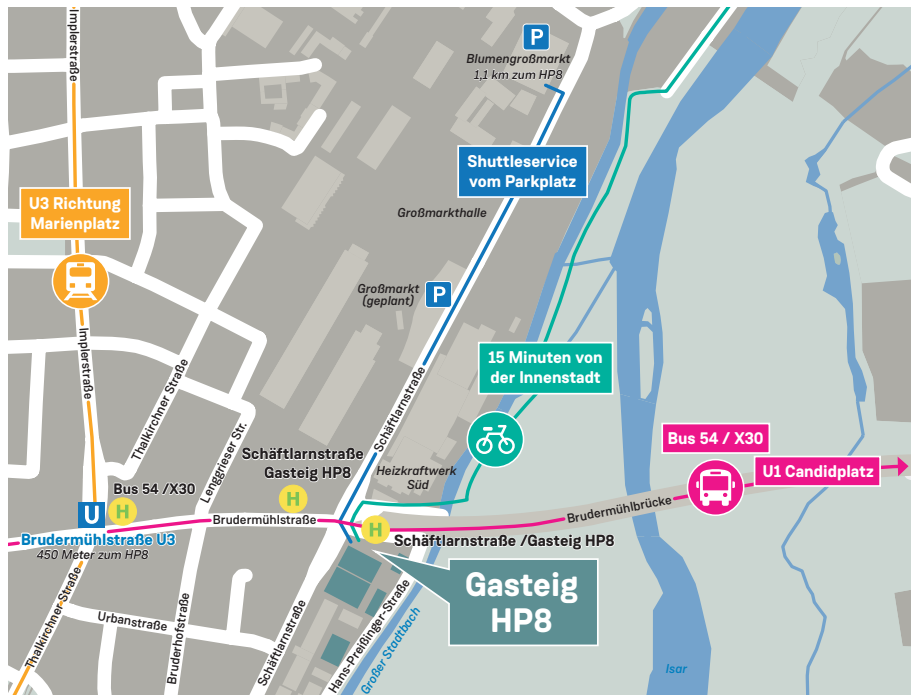 Implerstraße
P
Blumengroßmarkt
1,1 km zum HP8
Shuttleservice
vom Parkplatz
U3 Richtung
Marienplatz
Großmarkthalle
Großmarkt
(geplant)
P
Implerstraße
15 Minuten von
der Innenstadt
Thalkirchner Straße
Schäftlarnstraße
Lenggrieser Str.
Schäftlarnstraße
Gasteig HP8
Heizkraftwerk
Süd
Bus 54 / X30
U1 Candidplatz
Bus 54 /X30
H
H
U
Brudermühlstraße
Brudermühlbrücke
H
Brudermühlstraße U3
450 Meter zum HP8
Schäftlarnstraße /Gasteig HP8
Gasteig
HP8
Thalkirchner Straße
Urbanstraße
Bruderhofstraße
Schäftlarnstraße
Hans-Preißinger-Straße
Großer Stadtbach
Isar